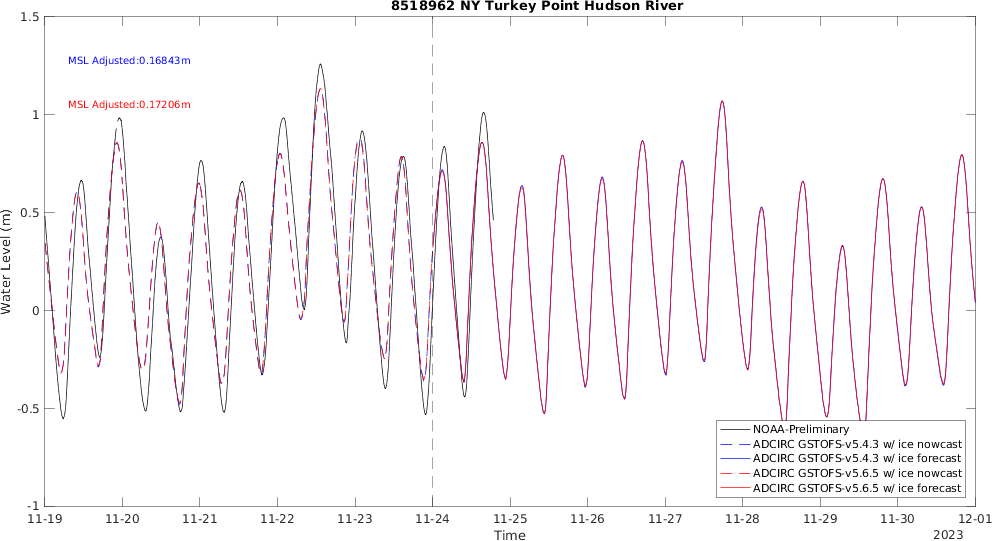 8518962 NY Turkey Point Hudson River
MSL Adjusted:0.16843m
MSL Adjusted:0.17206m
Water Level (m)
1.5
1
0.5
0
-0.5
-1
NOAA-Preliminary
ADCIRC GSTOFS-v5.4.3 w/ ice nowcast
ADCIRC GSTOFS-v5.4.3 w/ ice forecast
ADCIRC GSTOFS-v5.6.5 w/ ice nowcast
ADCIRC GSTOFS-v5.6.5 w/ ice forecast
11-19 11-20 11-21 11-22 11-23 11-24 11-25 11-26 11-27 11-28 11-29 11-30 12-01
Time
2023